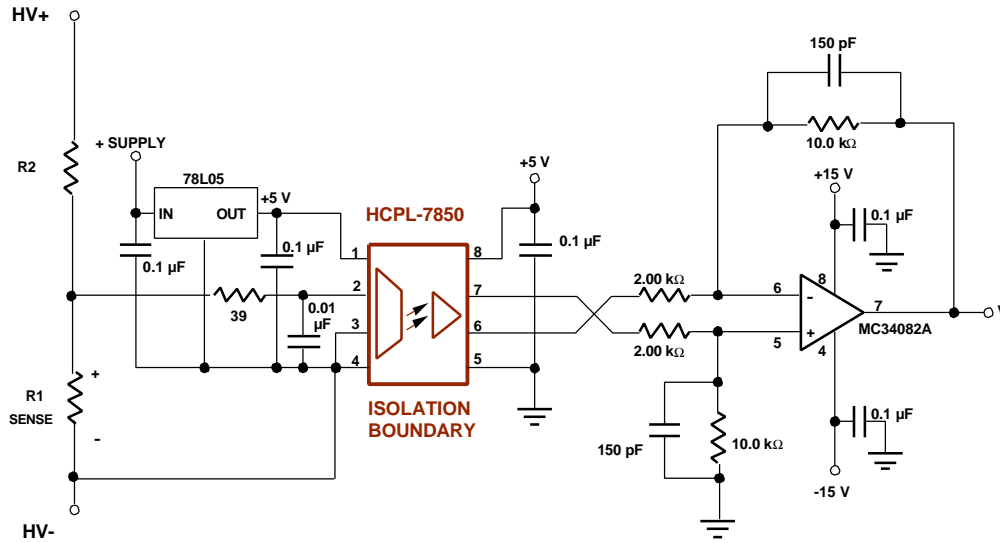 HV+
150 pF
10.0 kΩ
+ SUPPLY
R2
78L05
IN
OUT
+5 V
+5 V
+15 V
HCPL-7850
0.1 µF
0.1 µF
0.1 µF
0.1 µF
1
8
2
7
3
6
4
5
39
0.01
µF
2.00 kΩ
2.00 kΩ
6
-
8
7
+
5
4
MC34082A
V
+
R1
SENSE
-
ISOLATION
BOUNDARY
150 pF
10.0 kΩ
0.1 µF
-15 V
HV-